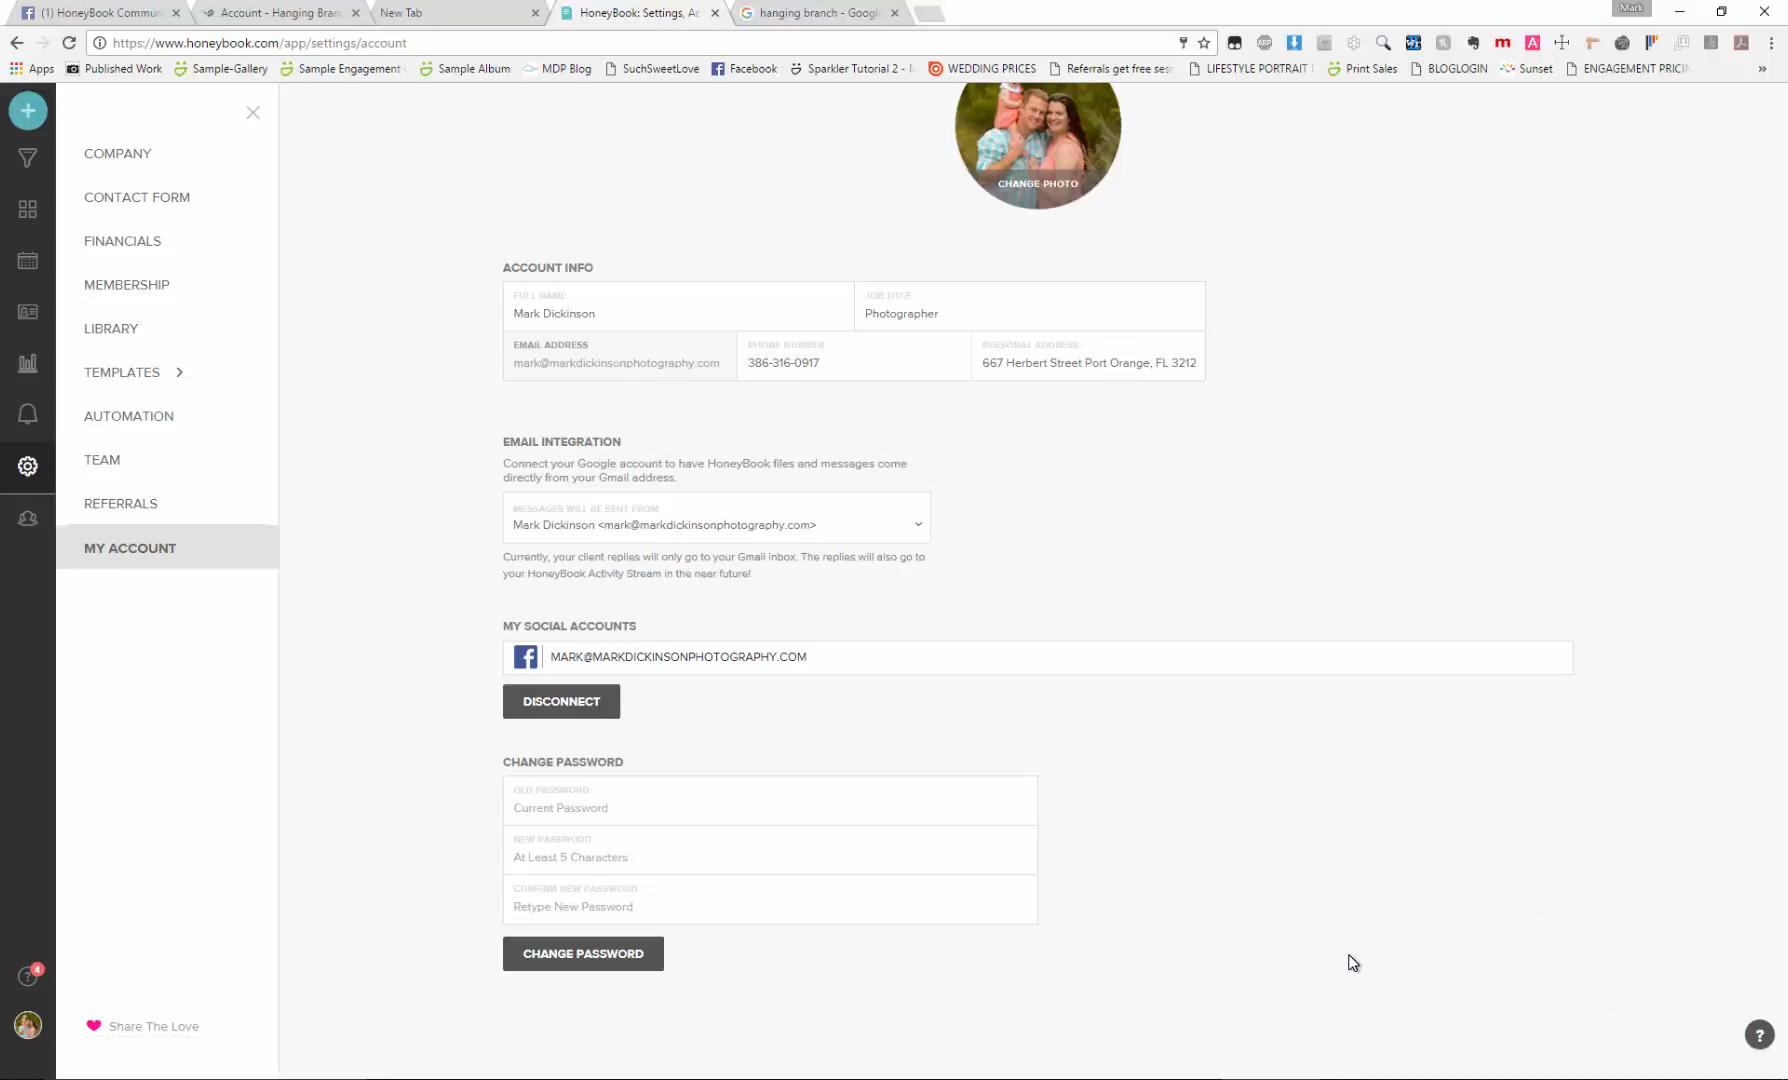 (1) HoneyBook Commun
Account - Hanging Bran
New Tab
HoneyBook: Settings, Ac
hanging branch - Google
Mark
https://www.honeybook.com/app/settings/account
Apps
Published Work
Sample-Gallery
Sample Engagement
Sample Album
MDP Blog
SuchSweetLove
Facebook
Sparkler Tutorial 2 -
WEDDING PRICES
Referrals get free ses
LIFESTYLE PORTRAIT
Print Sales
BLOGLOGIN
Sunset
ENGAGEMENT PRICIN
»
COMPANY
CONTACT FORM
FINANCIALS
MEMBERSHIP
LIBRARY
TEMPLATES
AUTOMATION
TEAM
REFERRALS
MY ACCOUNT
4
Share The Love
CHANGE PHOTO
ACCOUNT INFO
FULL NAME
Mark Dickinson
JOB TITLE
Photographer
EMAIL ADDRESS
mark@markdickinsonphotography.com
PHONE NUMBER
386-316-0917
PERSONAL ADDRESS
667 Herbert Street Port Orange, FL 3212
EMAIL INTEGRATION
Connect your Google account to have HoneyBook files and messages come
directly from your Gmail address.
MESSAGES WILL BE SENT FROM
Mark Dickinson <mark@markdickinsonphotography.com>
Currently, your client replies will only go to your Gmail inbox. The replies will also go to
your HoneyBook Activity Stream in the near future!
MY SOCIAL ACCOUNTS
MARK@MARKDICKINSONPHOTOGRAPHY.COM
DISCONNECT
CHANGE PASSWORD
OLD PASSWORD
Current Password
NEW PASSWORD
At Least 5 Characters
CONFIRM NEW PASSWORD
Retype New Password
CHANGE PASSWORD
?